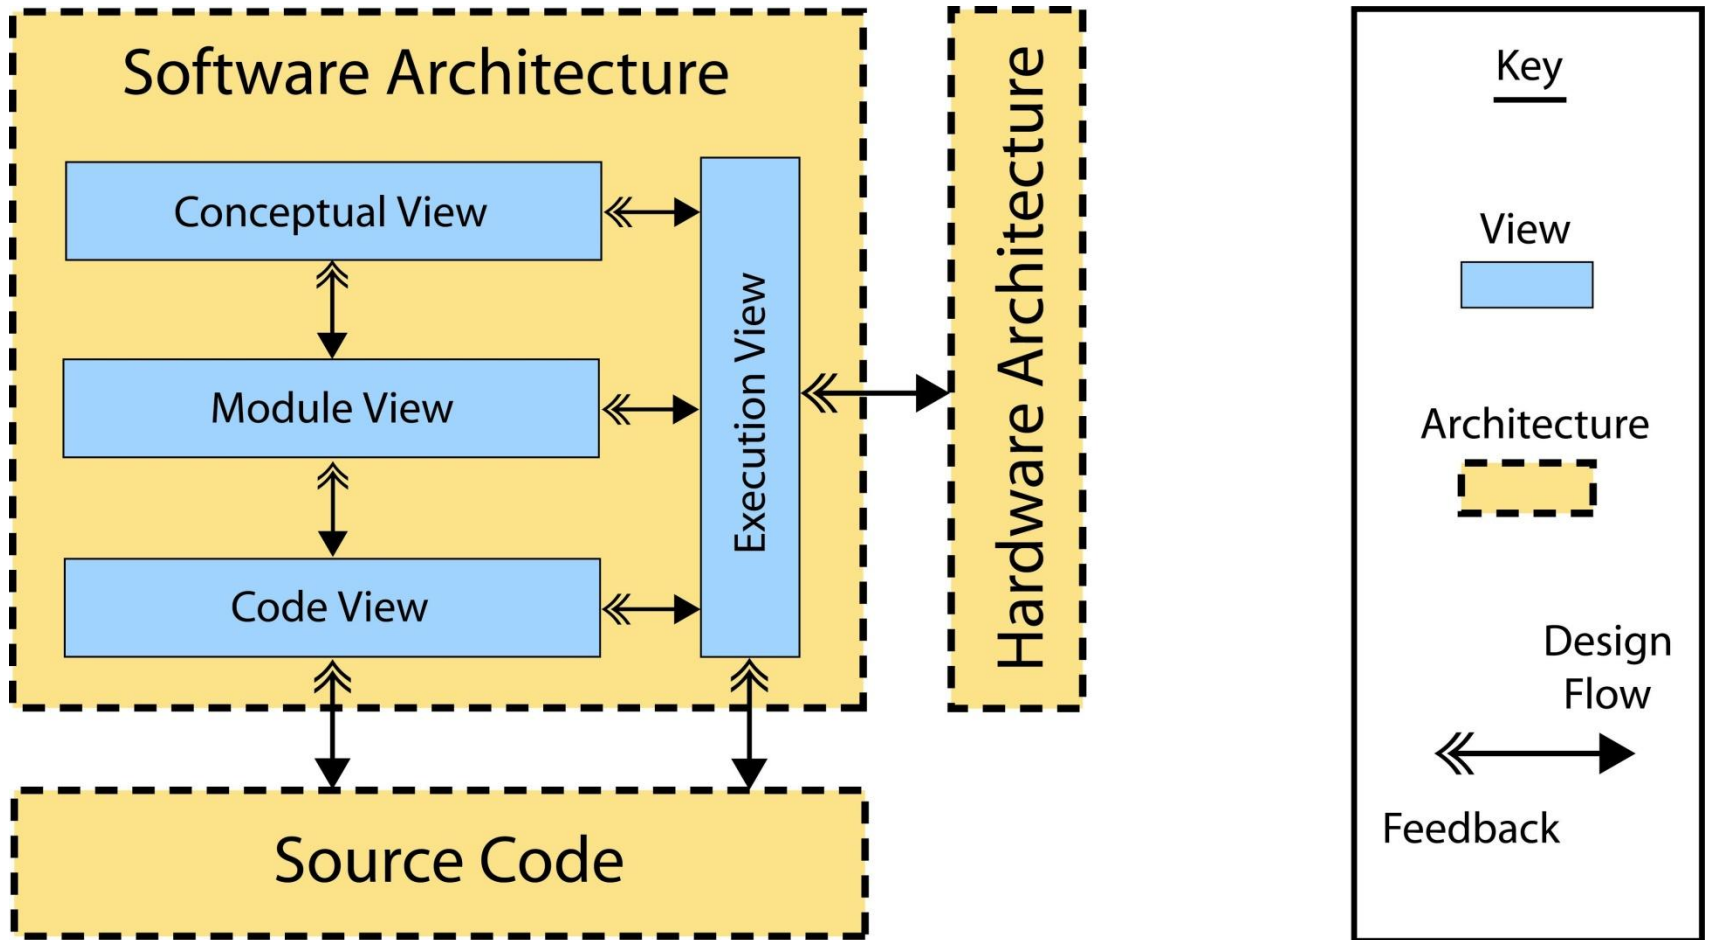 Software Architecture
Conceptual View
Module View
Code View
Execution View
Hardware Architecture
Source Code
Key
View
Architecture
Design
Flow
Feedback